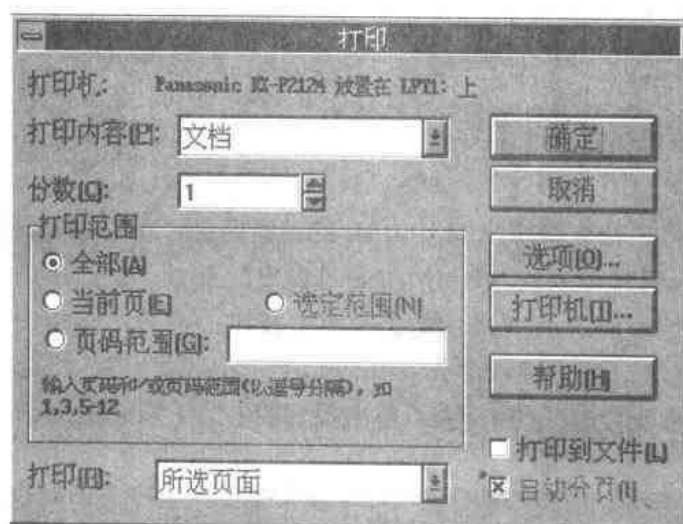 打印
打印机: Panasonic KX-P2124 放置在 LPT1: 上
打印内容(P): 文档
确定
份数(C): 1
取消
打印范围
全部(A)
选项(O)...
当前页(E) 选定范围(N)
打印机(I)...
页码范围(G):
输入页码和/或页码范围(以逗号分隔),如
1,3,5-12
帮助(H)
打印到文件(L)
打印(R): 所选页面
自动分页(I)